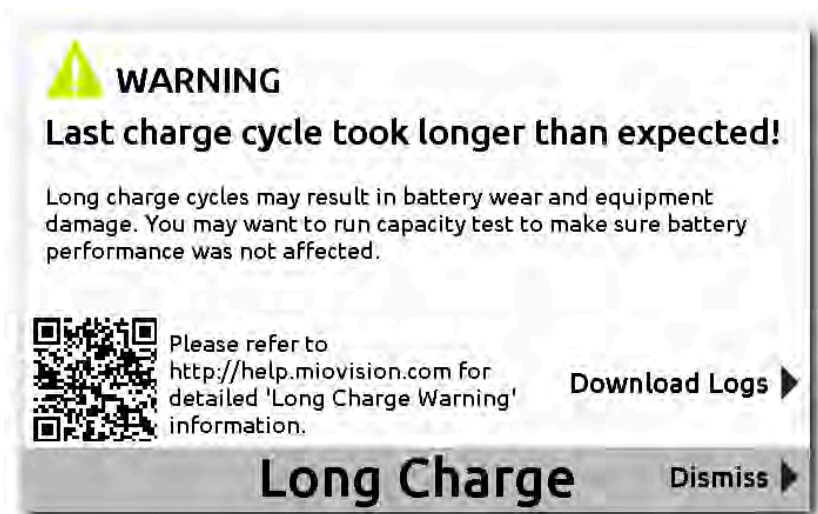 WARNING
Last charge cycle took longer than expected!
Long charge cycles may result in battery wear and equipment
damage. You may want to run capacity test to make sure battery
performance was not affected.
Please refer to
http://help.miovision.com for
detailed 'Long Charge Warning'
information.
Download Logs
Long Charge
Dismiss